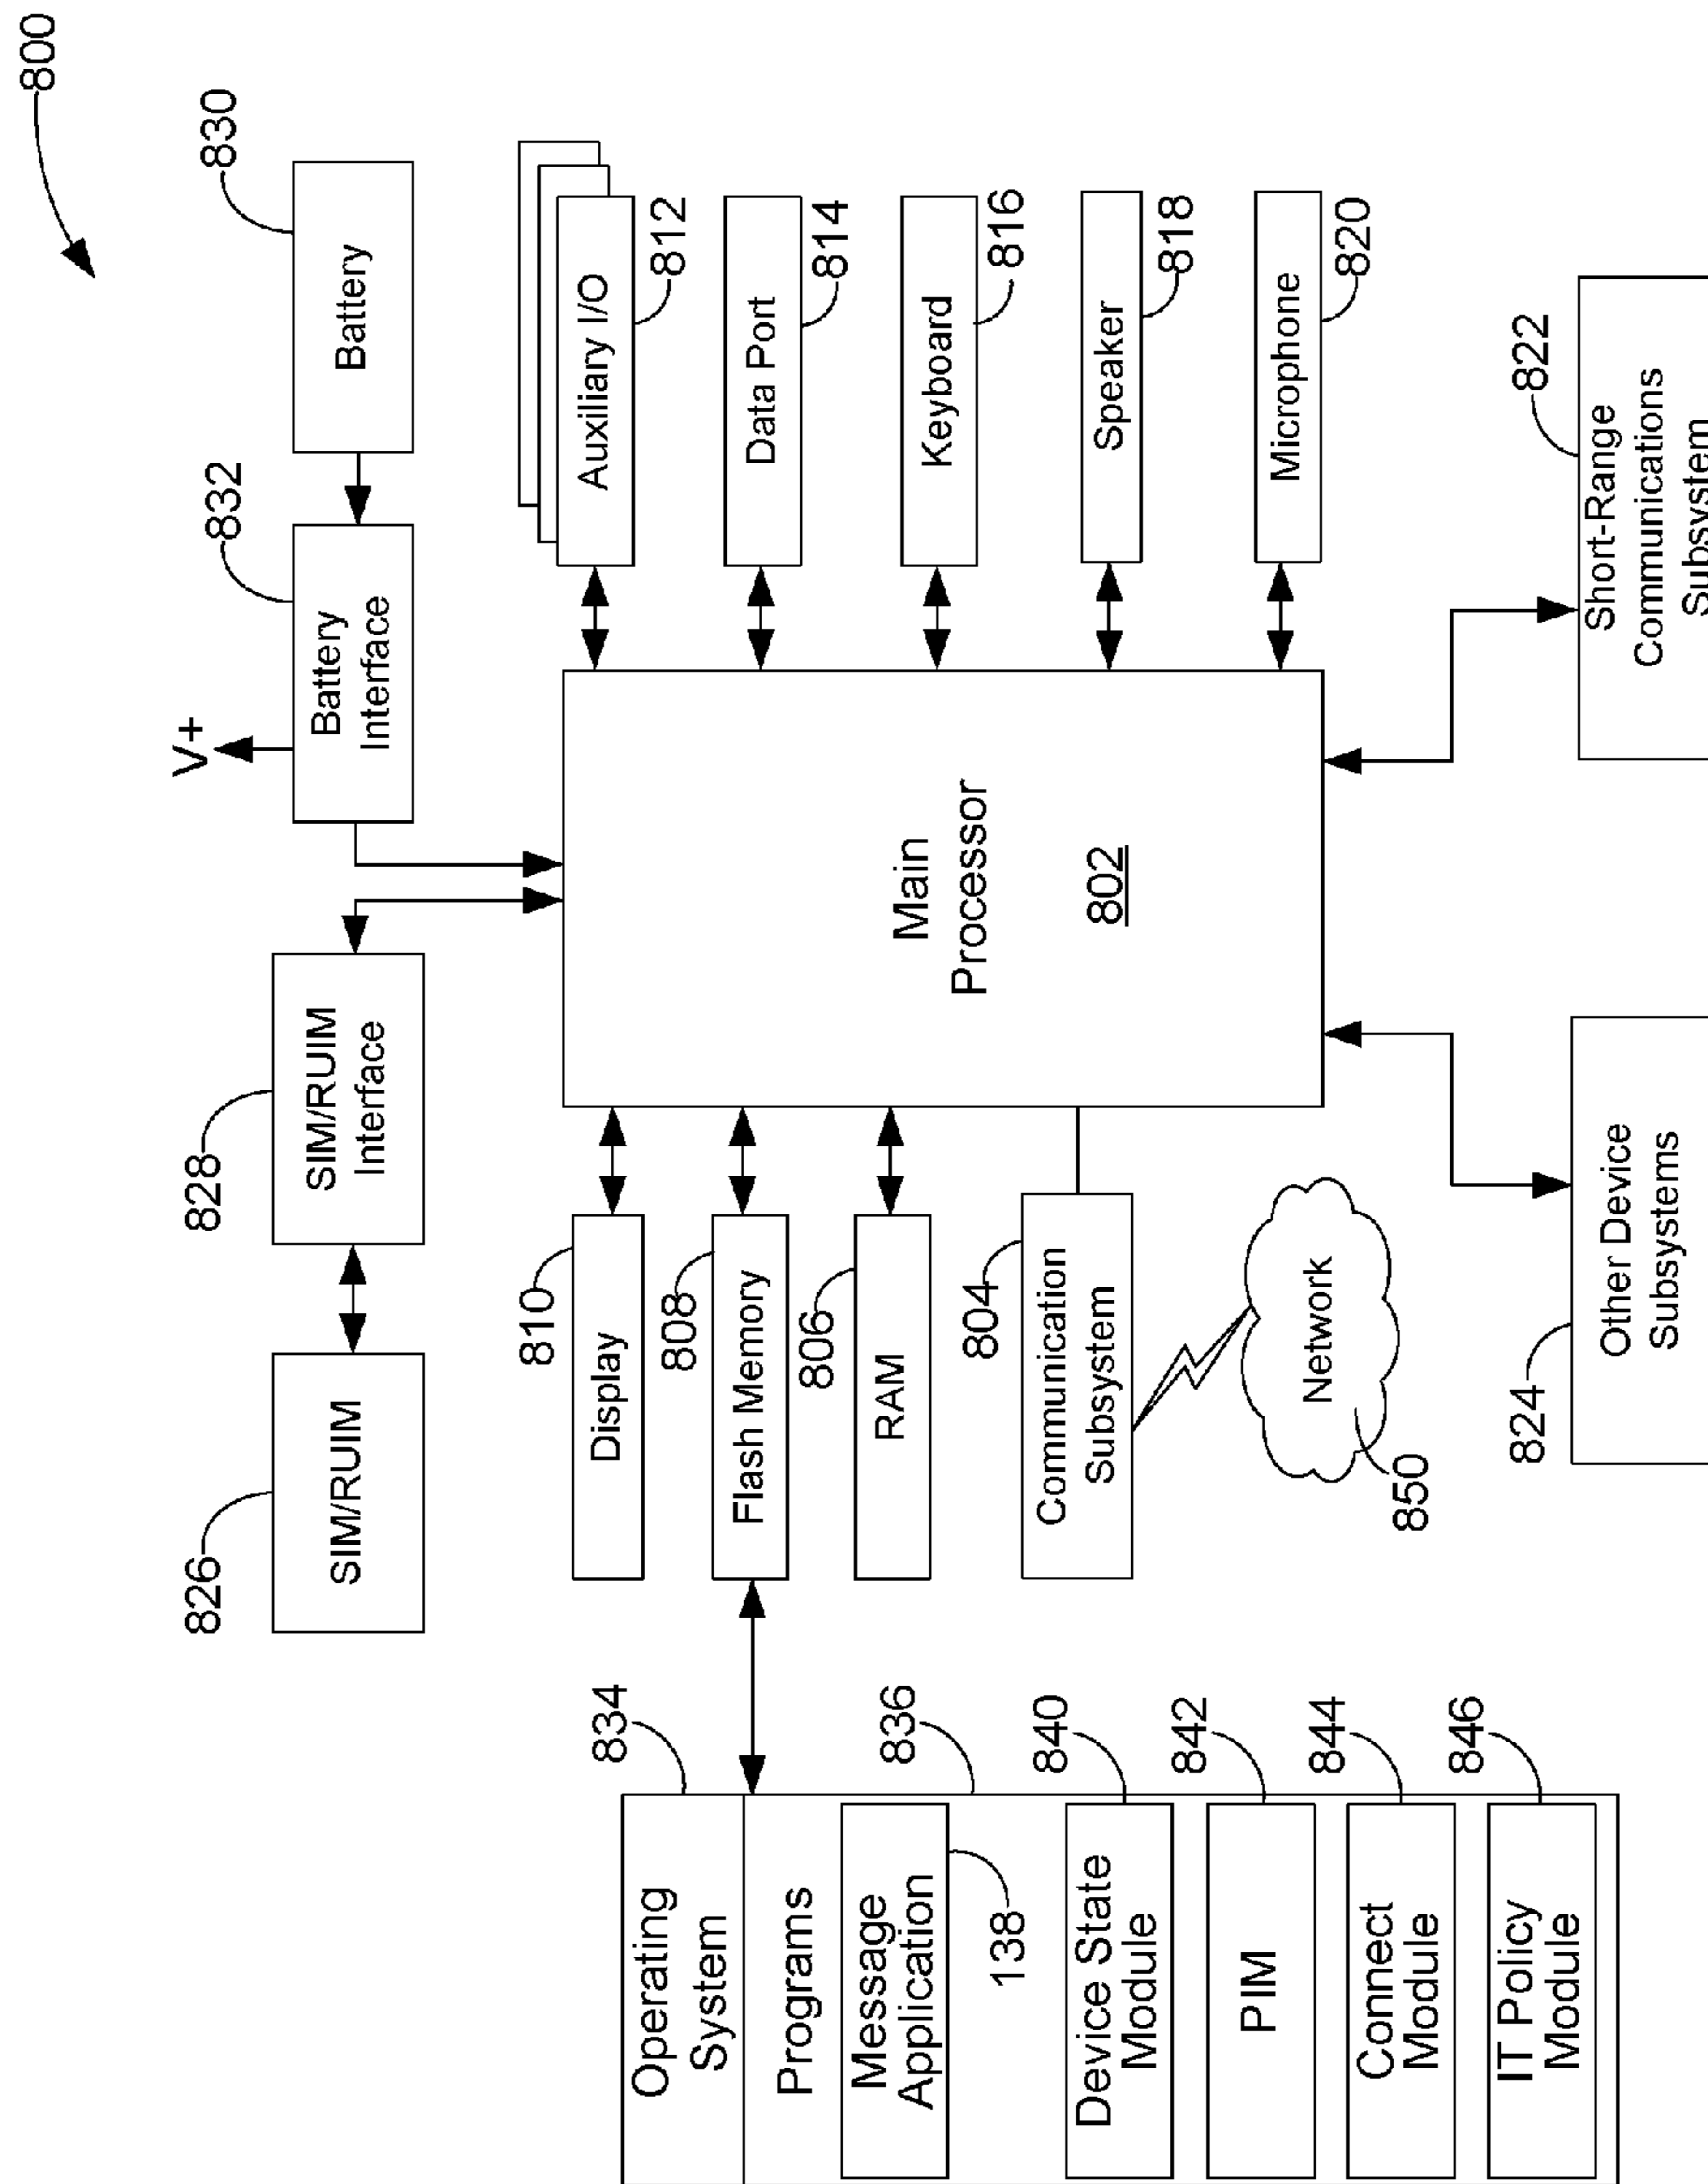 800
826
SIM/RUIM
828
SIM/RUIM
Interface
V+
832
Battery
Interface
830
Battery
834
Operating
System
836
Programs
Message
Application
138
840
Device State
Module
842
PIM
844
Connect
Module
846
IT Policy
Module
810
Display
808
Flash Memory
806
RAM
804
Communication
Subsystem
Network
850
Main
Processor
802
Auxiliary I/O
812
Data Port
814
Keyboard
816
Speaker
818
Microphone
820
824
Other Device
Subsystems
822
Short-Range
Communications
Subsystem